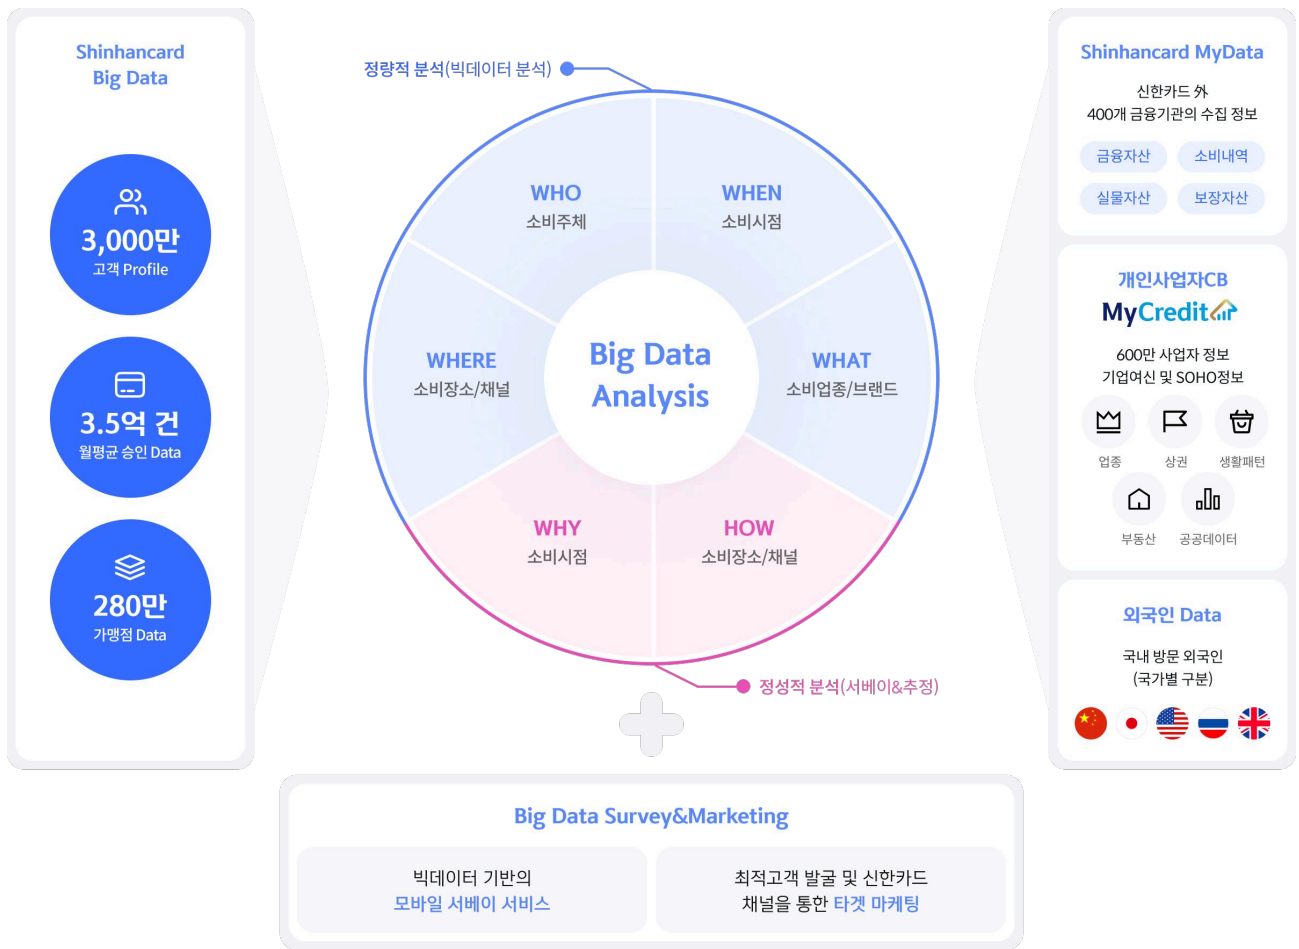 Shinhancard
Big Data
3,000만
고객 Profile
3.5억 건
월평균 승인 Data
280만
가맹점 Data
정량적 분석(빅데이터 분석)
WHO
소비주체
WHEN
소비시점
WHERE
소비장소/채널
Big Data
Analysis
WHAT
소비업종/브랜드
WHY
소비시점
HOW
소비장소/채널
정성적 분석(서베이&추정)
Shinhancard MyData
신한카드 外
400개 금융기관의 수집 정보
금융자산
소비내역
실물자산
보장자산
개인사업자CB
MyCredit
600만 사업자 정보
기업여신 및 SOHO정보
업종
상권
생활패턴
부동산
공공데이터
외국인 Data
국내 방문 외국인
(국가별 구분)
Big Data Survey&Marketing
빅데이터 기반의
모바일 서베이 서비스
최적고객 발굴 및 신한카드
채널을 통한 타겟 마케팅